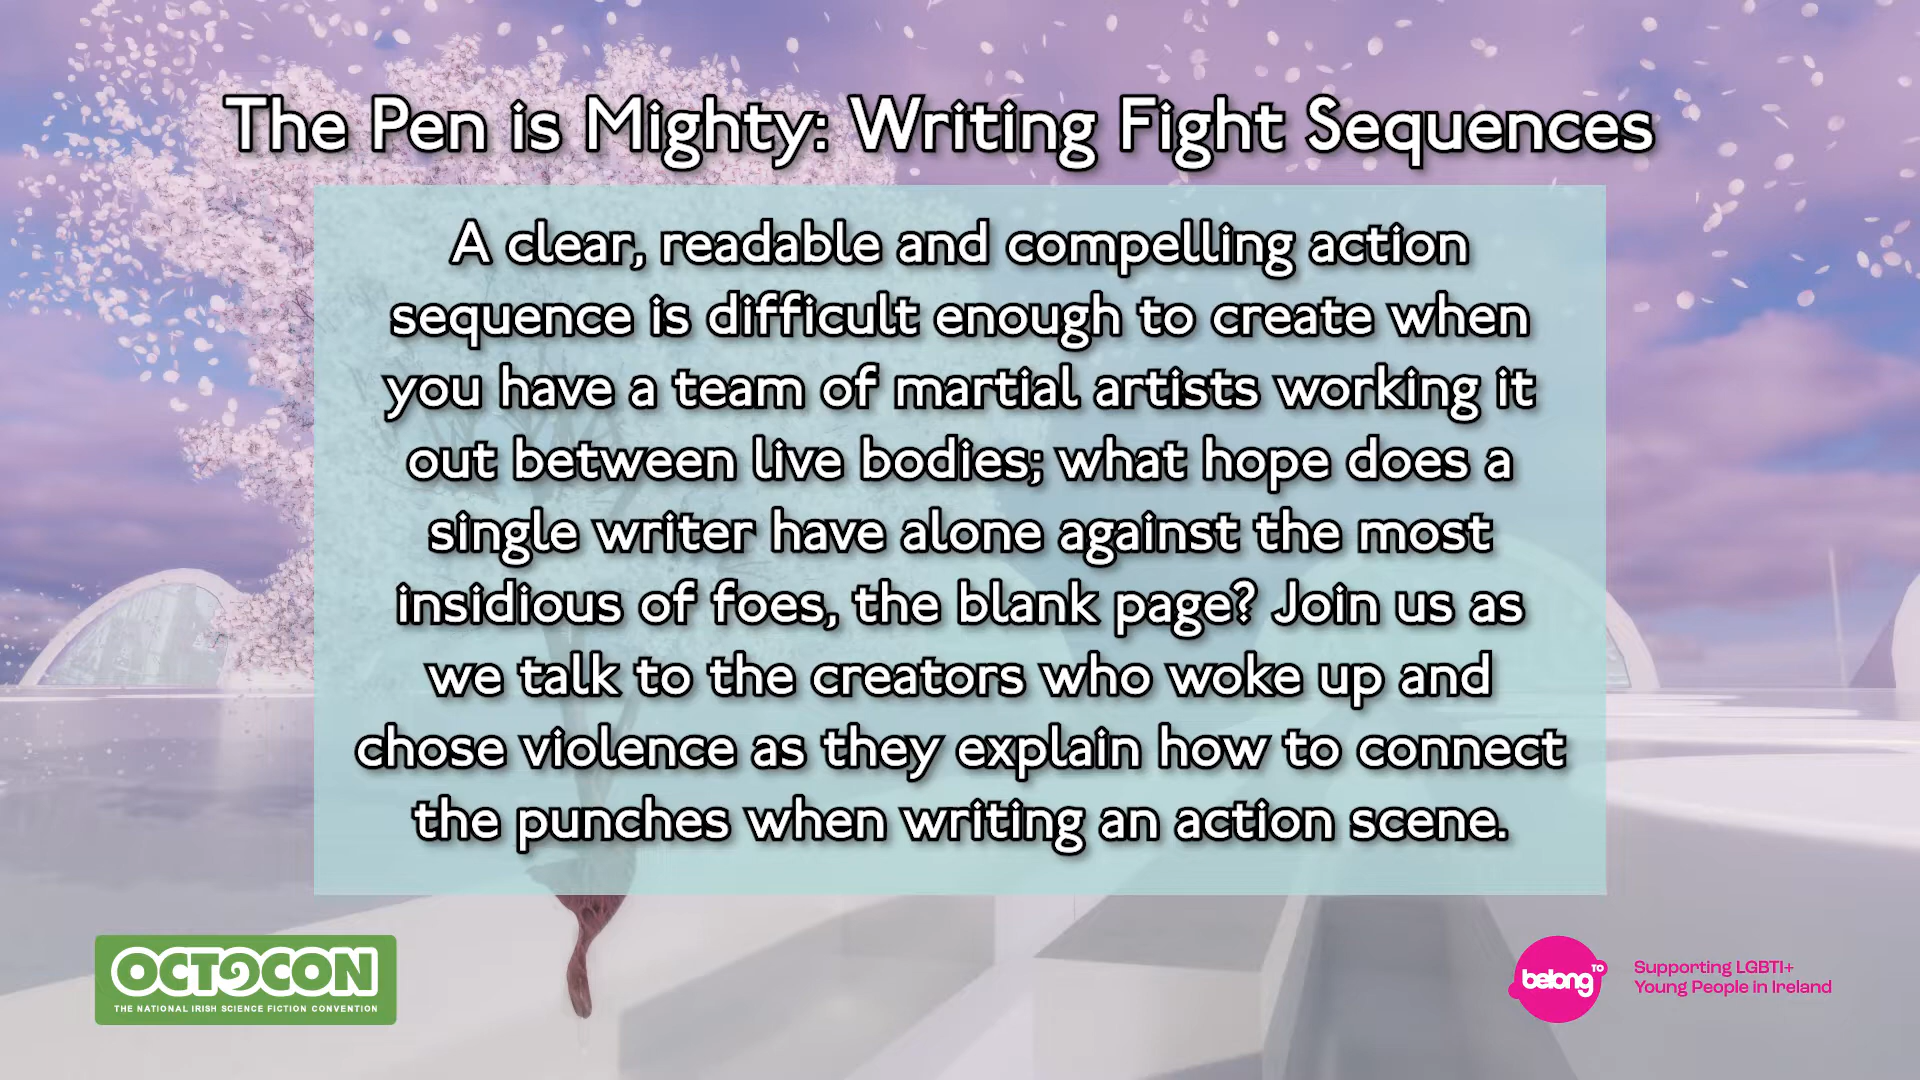 The Pen is Mighty: Writing Fight Sequences
A clear, readable and compelling action
sequence is difficult enough to create when
you have a team of martial artists working it
out between live bodies; what hope does a
single writer have alone against the most
insidious of foes, the blank page? Join us as
we talk to the creators who woke up and
chose violence as they explain how to connect
the punches when writing an action scene.
OCTOCON
THE NATIONAL IRISH SCIENCE FICTION CONVENTION
belong TO
Supporting LGBTI+
Young People in Ireland